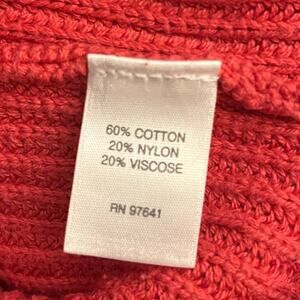 60% COTTON
20% NYLON
20% VISCOSE
RN 97641